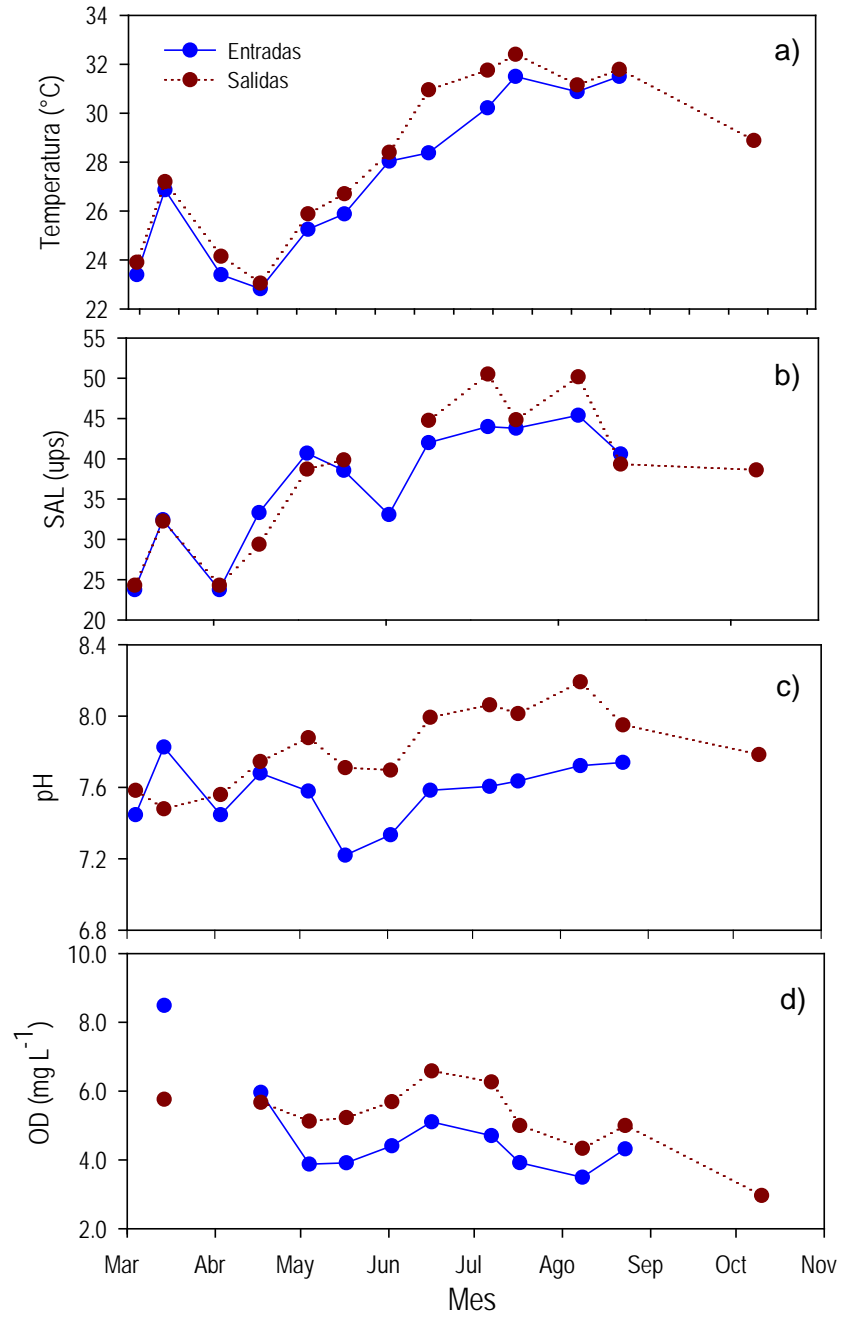 34
32
30
28
26
24
22
Temperatura (°C)
Entradas
Salidas
a)
55
50
45
40
35
30
25
20
SAL (ups)
b)
8.4
8.0
7.6
7.2
6.8
pH
c)
10.0
8.0
6.0
4.0
2.0
OD (mg L-1)
d)
Mar Abr May Jun Jul Ago Sep Oct Nov
Mes